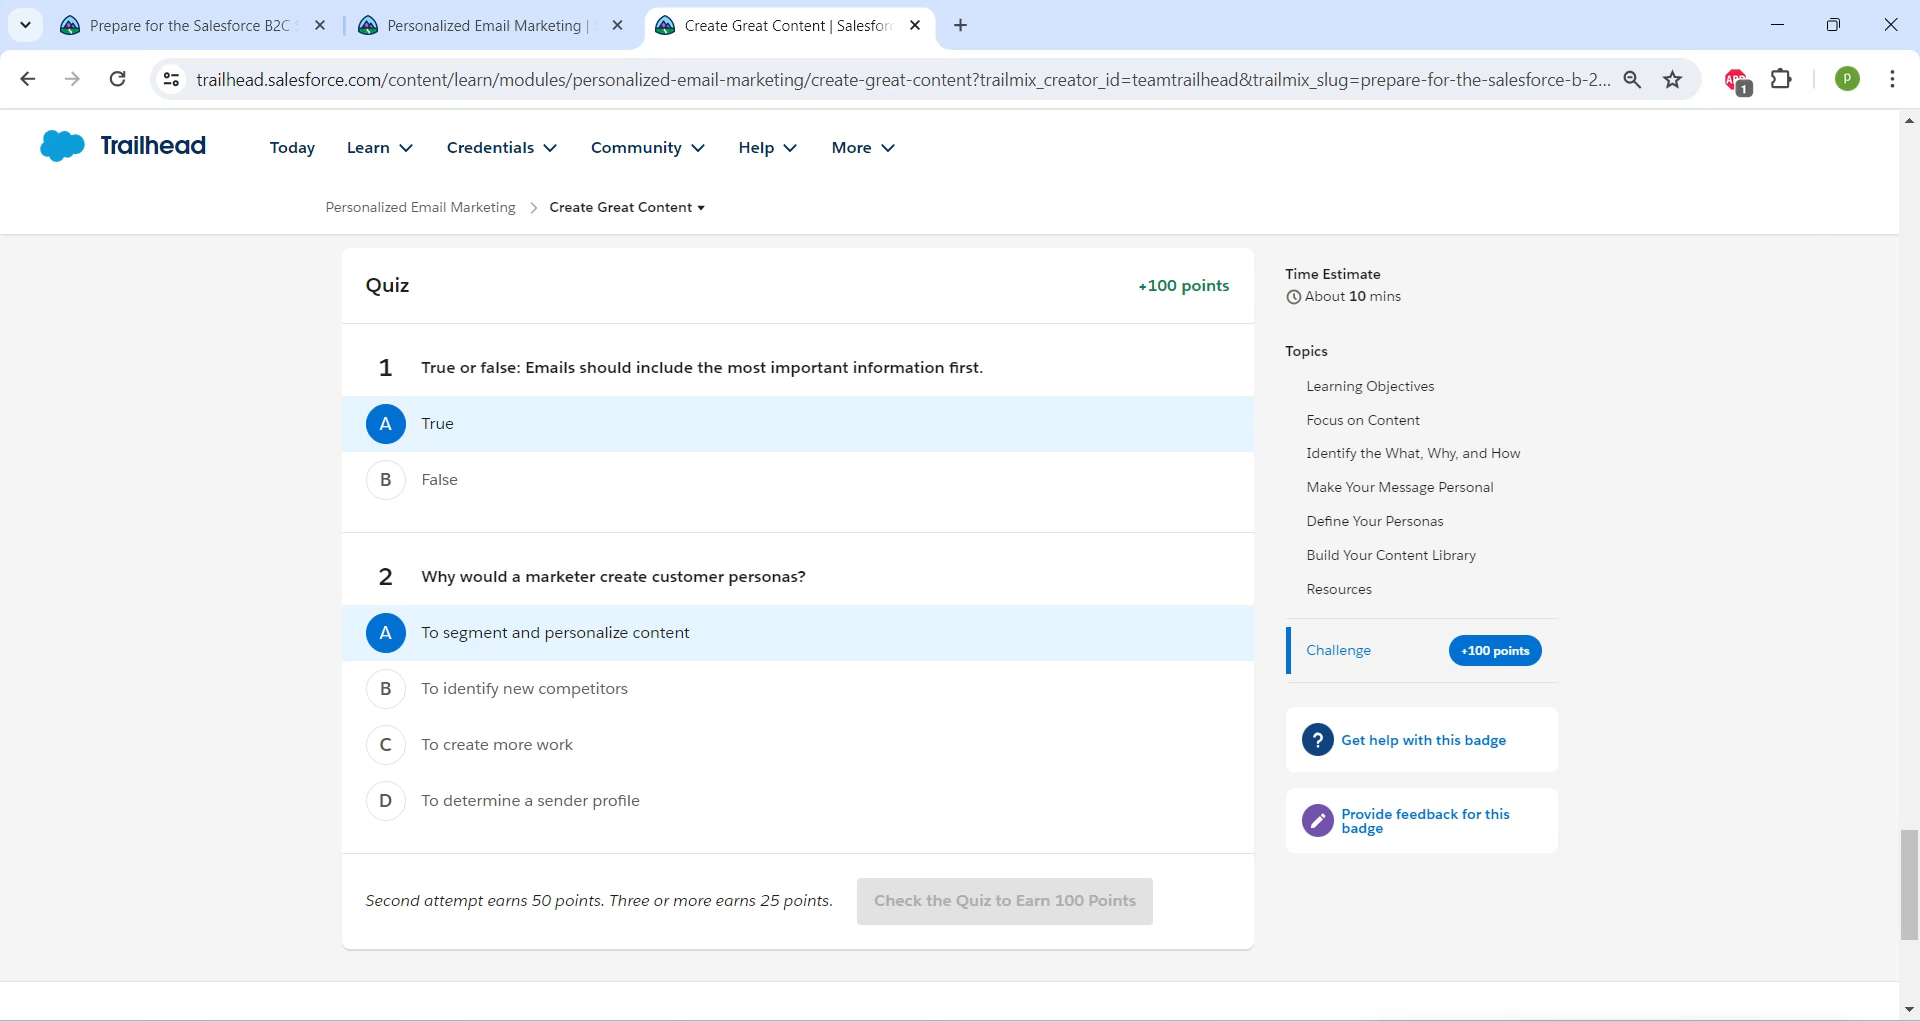 Prepare for the Salesforce B2C
Personalized Email Marketing |
Create Great Content | Salesfor
trailhead.salesforce.com/content/learn/modules/personalized-email-marketing/create-great-content?trailmix_creator_id=teamtrailhead&trailmix_slug=prepare-for-the-salesforce-b-2...
ABP
1
P
Trailhead
Today
Learn
Credentials
Community
Help
More
Personalized Email Marketing > Create Great Content
Quiz
+100 points
1 True or false: Emails should include the most important information first.
A True
B False
2 Why would a marketer create customer personas?
A To segment and personalize content
B To identify new competitors
C To create more work
D To determine a sender profile
Second attempt earns 50 points. Three or more earns 25 points.
Check the Quiz to Earn 100 Points
Time Estimate
About 10 mins
Topics
Learning Objectives
Focus on Content
Identify the What, Why, and How
Make Your Message Personal
Define Your Personas
Build Your Content Library
Resources
Challenge
+100 points
? Get help with this badge
Provide feedback for this
badge